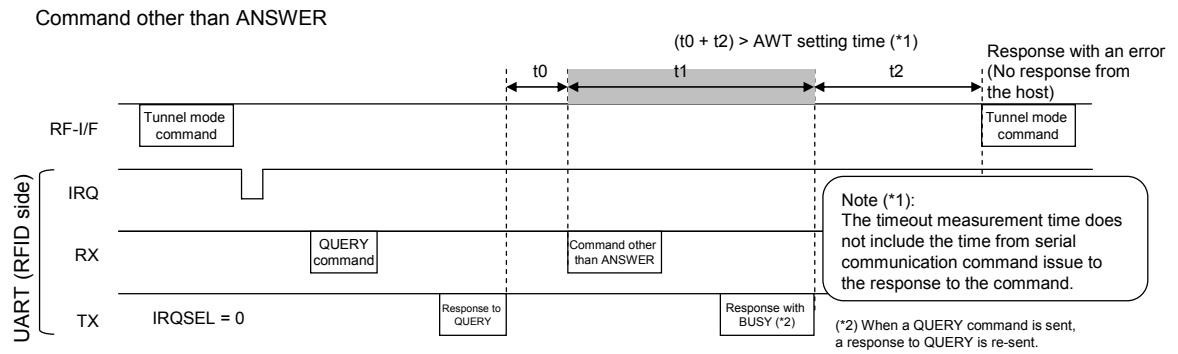 Command other than ANSWER
(t0 + t2) > AWT setting time (*1)
Response with an error
(No response from
the host)
t0
t1
t2
RF-I/F
Tunnel mode
command
Tunnel mode
command
UART (RFID side)
IRQ
RX
QUERY
command
Command other
than ANSWER
Note (*1):
The timeout measurement time does
not include the time from serial
communication command issue to
the response to the command.
TX
IRQSEL = 0
Response to
QUERY
Response with
BUSY (*2)
(*2) When a QUERY command is sent,
a response to QUERY is re-sent.